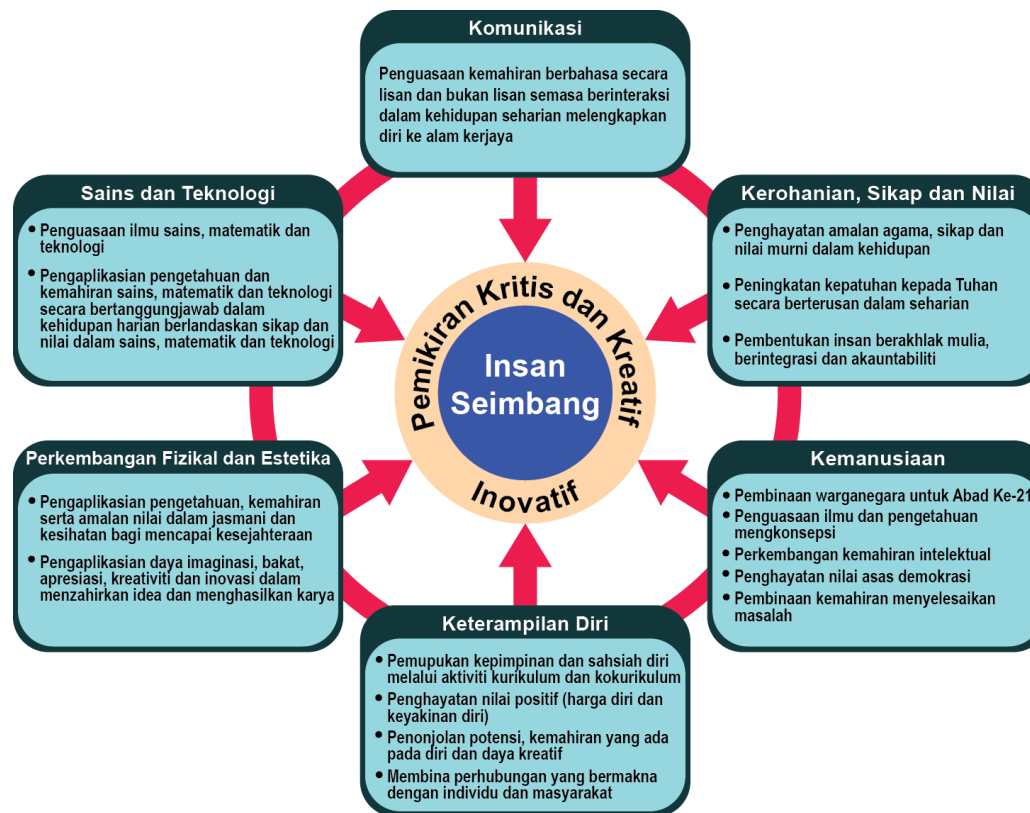 Komunikasi
Penguasaan kemahiran berbahasa secara
lisan dan bukan lisan semasa berinteraksi
dalam kehidupan seharian melengkapkan
diri ke alam kerjaya
Sains dan Teknologi
• Penguasaan ilmu sains, matematik dan
teknologi
• Pengaplikasian pengetahuan dan
kemahiran sains, matematik dan teknologi
secara bertanggungjawab dalam
kehidupan harian berlandaskan sikap dan
nilai dalam sains, matematik dan teknologi
Kerohanian, Sikap dan Nilai
• Penghayatan amalan agama, sikap dan
nilai murni dalam kehidupan
• Peningkatan kepatuhan kepada Tuhan
secara berterusan dalam seharian
• Pembentukan insan berakhlak mulia,
berintegrasi dan akauntabiliti
Pemikiran Kritis dan Kreatif
Insan
Seimbang
Inovatif
Perkembangan Fizikal dan Estetika
• Pengaplikasian pengetahuan, kemahiran
serta amalan nilai dalam jasmani dan
kesihatan bagi mencapai kesejahteraan
• Pengaplikasian daya imaginasi, bakat,
apresiasi, kreativiti dan inovasi dalam
menzahirkan idea dan menghasilkan karya
Kemanusiaan
• Pembinaan warganegara untuk Abad Ke-21
• Penguasaan ilmu dan pengetahuan
mengkonsepsi
• Perkembangan kemahiran intelektual
• Penghayatan nilai asas demokrasi
• Pembinaan kemahiran menyelesaikan
masalah
Keterampilan Diri
• Pemupukan kepimpinan dan sahsiah diri
melalui aktiviti kurikulum dan kokurikulum
• Penghayatan nilai positif (harga diri dan
keyakinan diri)
• Penonjolan potensi, kemahiran yang ada
pada diri dan daya kreatif
• Membina perhubungan yang bermakna
dengan individu dan masyarakat